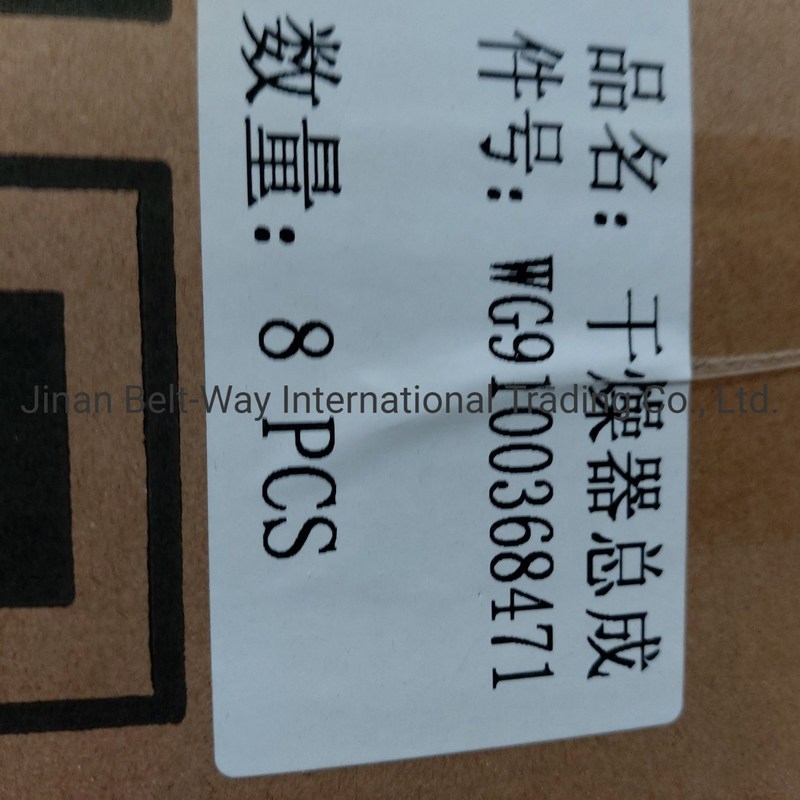 品名: 干燥器总成
件号: WG9100368471
数量: 8 PCS
Jinan Belt-Way International Trading Co., Ltd.